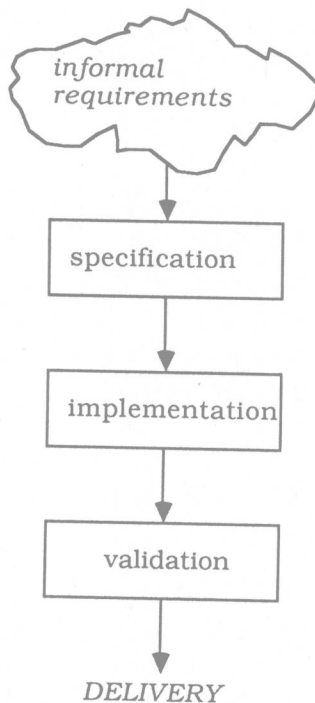 informal
requirements
specification
implementation
validation
DELIVERY